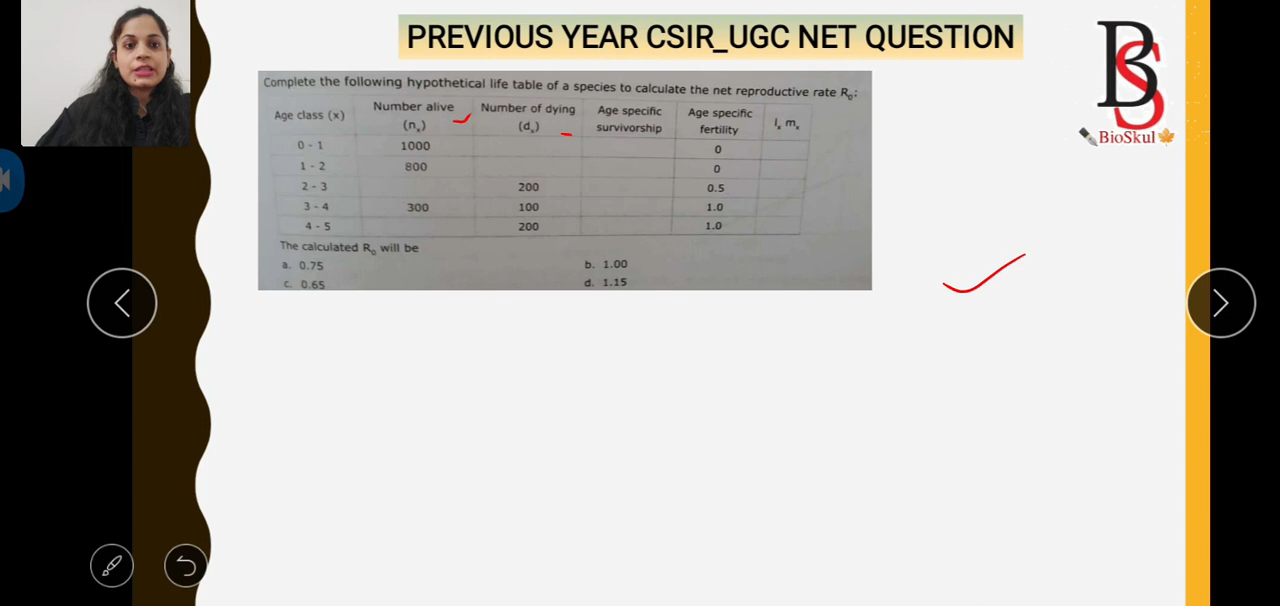 PREVIOUS YEAR CSIR_UGC NET QUESTION
BS
BioSkul
Complete the following hypothetical life table of a species to calculate the net reproductive rate R₀:
Age class (x) Number alive (nₓ) Number of dying (dₓ) Age specific survivorship Age specific fertility lₓ mₓ
0 - 1 1000 0
1 - 2 800 0
2 - 3 200 0.5
3 - 4 300 100 1.0
4 - 5 200 1.0
The calculated R₀ will be
a. 0.75 b. 1.00
c. 0.65 d. 1.15